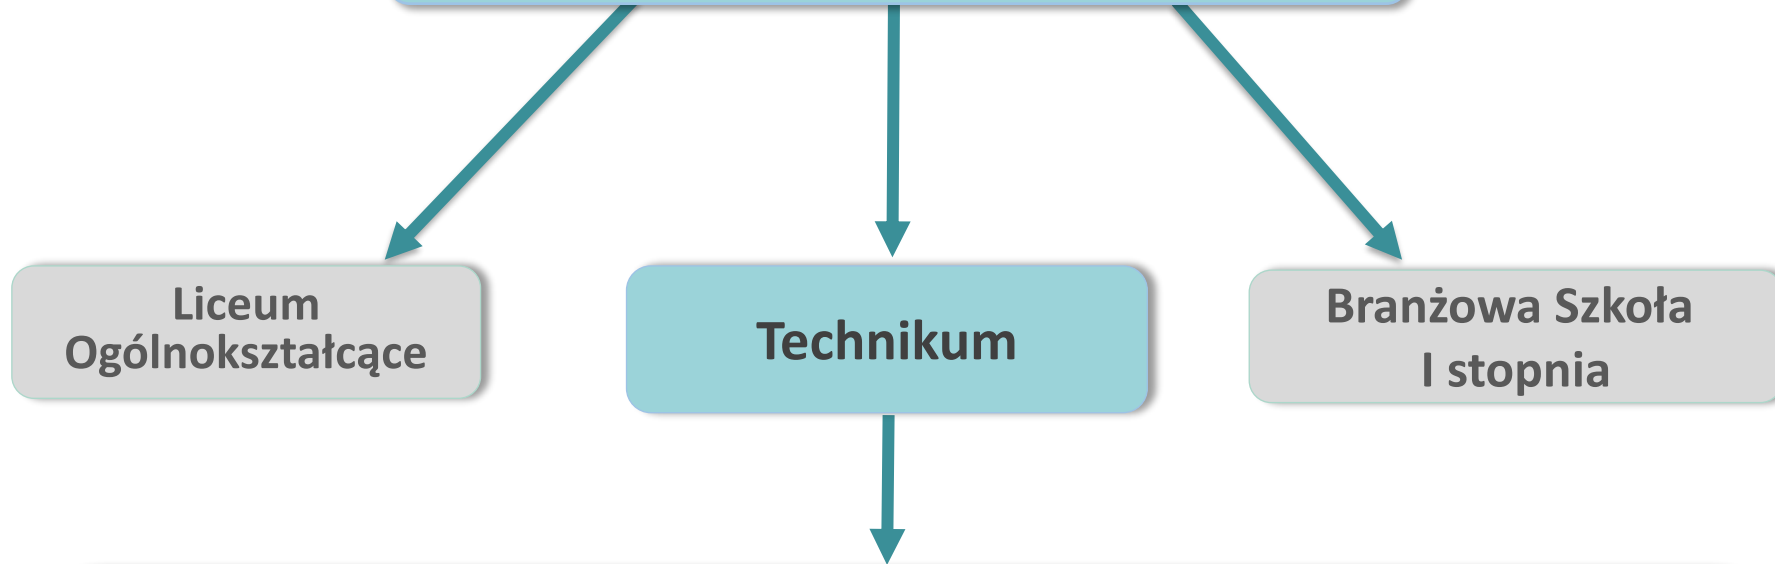 Liceum
Ogólnokształcące
Technikum
Branżowa Szkoła
I stopnia